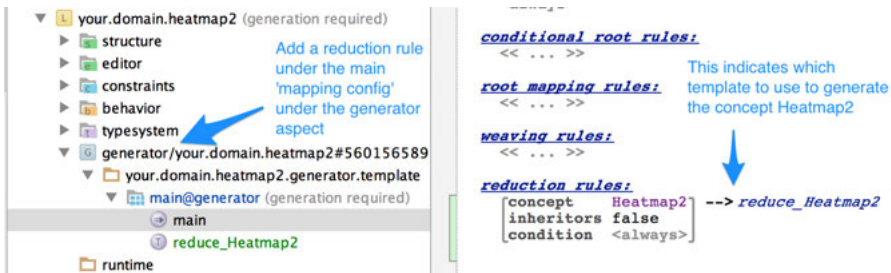 your.domain.heatmap2 (generation required)
structure
editor
constraints
behavior
typesystem
generator/your.domain.heatmap2#560156589
your.domain.heatmap2.generator.template
main@generator (generation required)
main
reduce_Heatmap2
runtime
Add a reduction rule
under the main
'mapping config'
under the generator
aspect
conditional root rules:
<< ... >>
root mapping rules:
<< ... >>
weaving rules:
<< ... >>
reduction rules:
concept Heatmap2 --> reduce_Heatmap2
inheritors false
condition <always>
This indicates which
template to use to generate
the concept Heatmap2